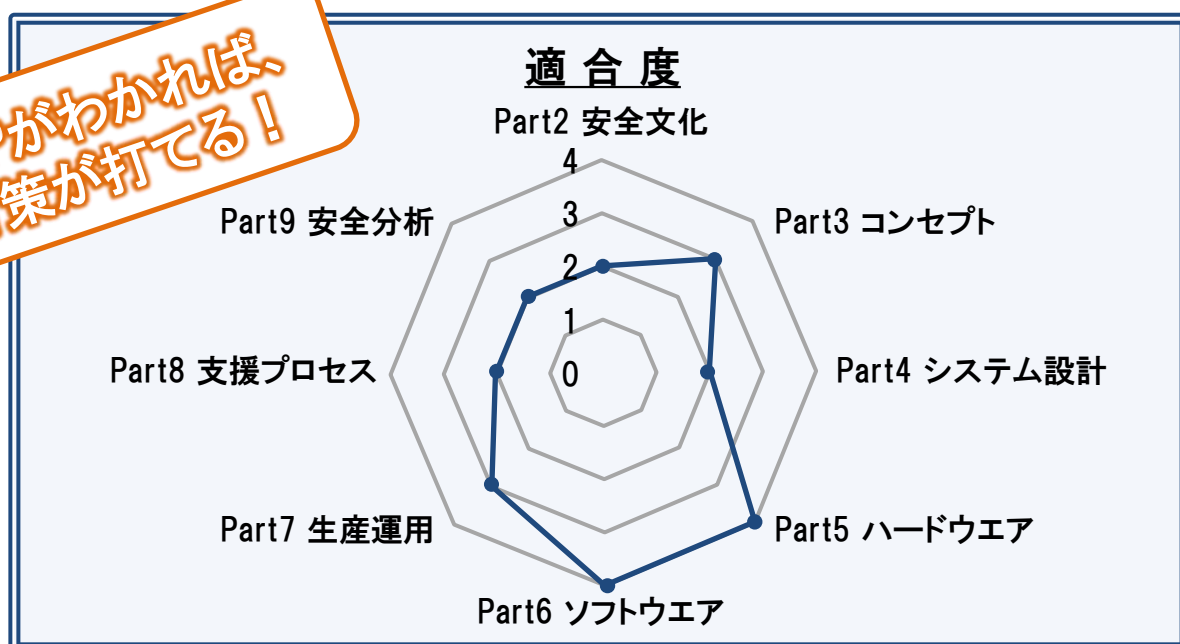 がわかれば、
策が打てる！
適合度
Part2 安全文化
4
3
2
1
0
Part9 安全分析
Part3 コンセプト
Part8 支援プロセス
Part4 システム設計
Part7 生産運用
Part5 ハードウエア
Part6 ソフトウエア